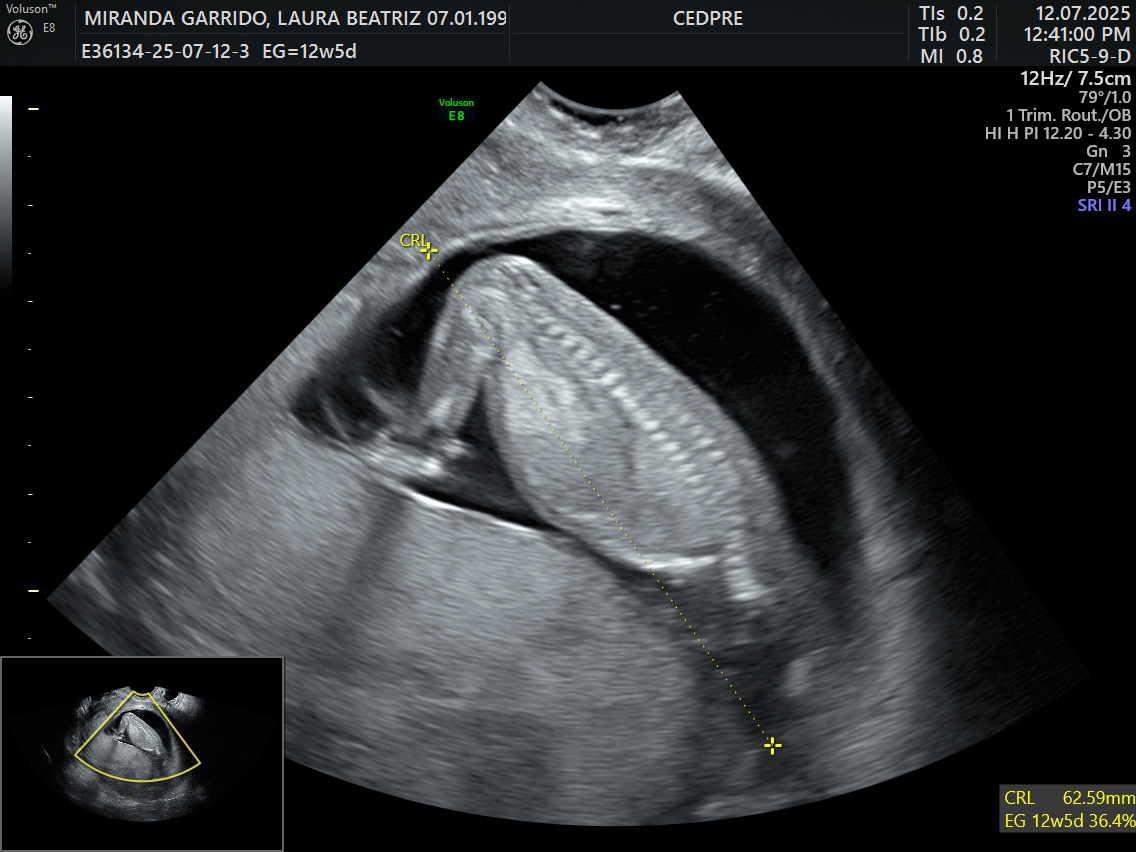 Voluson™
E8
MIRANDA GARRIDO, LAURA BEATRIZ 07.01.199
E36134-25-07-12-3 EG=12w5d
CEDPRE
TIs 0.2
TIb 0.2
MI 0.8
12.07.2025
12:41:00 PM
RIC5-9-D
12Hz/ 7.5cm
79°/1.0
1 Trim. Rout./OB
HI H PI 12.20 - 4.30
Gn 3
C7/M15
P5/E3
SRI II 4
Voluson
E8
CRL
CRL 62.59mm
EG 12w5d 36.4%